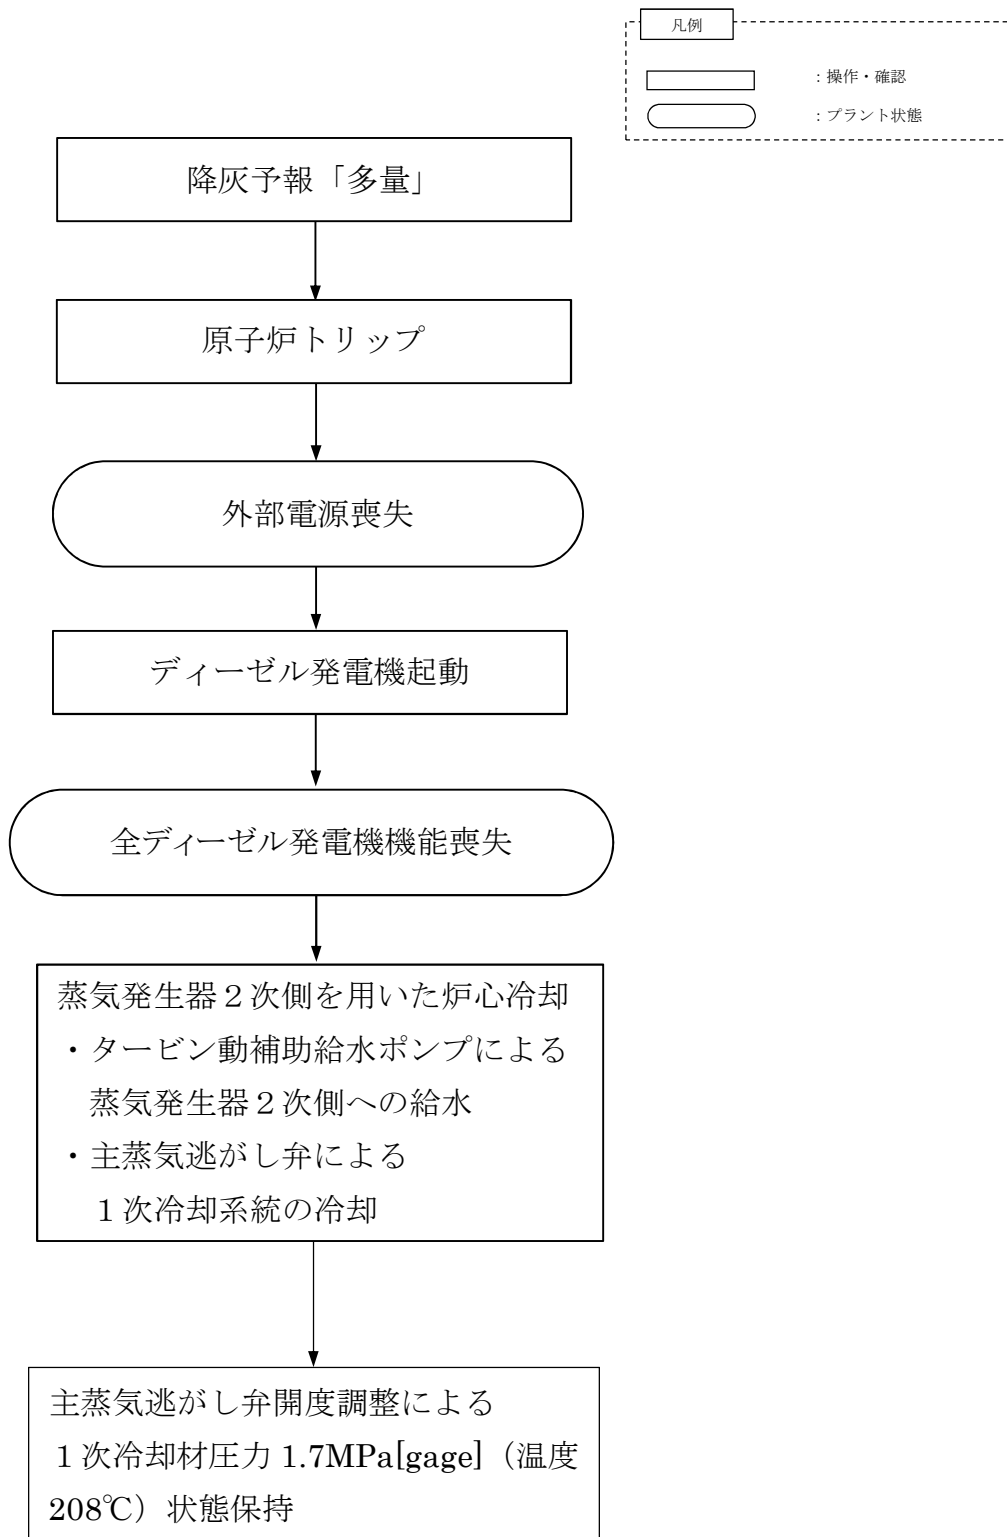 凡例
：操作・確認
：プラント状態
降灰予報「多量」
原子炉トリップ
外部電源喪失
ディーゼル発電機起動
全ディーゼル発電機機能喪失
蒸気発生器２次側を用いた炉心冷却
・タービン動補助給水ポンプによる
蒸気発生器２次側への給水
・主蒸気逃がし弁による
１次冷却系統の冷却
主蒸気逃がし弁開度調整による
１次冷却材圧力 1.7MPa[gage]（温度
208℃）状態保持